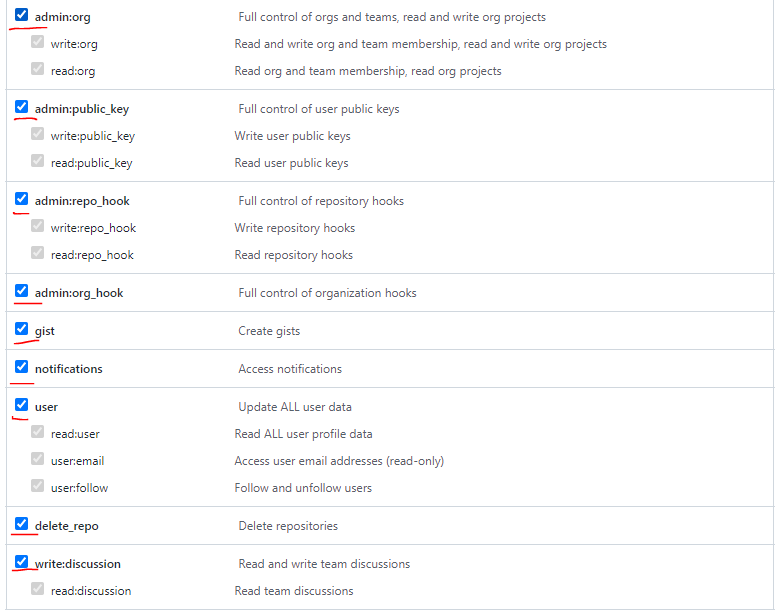 admin:org Full control of orgs and teams, read and write org projects
write:org Read and write org and team membership, read and write org projects
read:org Read org and team membership, read org projects
admin:public_key Full control of user public keys
write:public_key Write user public keys
read:public_key Read user public keys
admin:repo_hook Full control of repository hooks
write:repo_hook Write repository hooks
read:repo_hook Read repository hooks
admin:org_hook Full control of organization hooks
gist Create gists
notifications Access notifications
user Update ALL user data
read:user Read ALL user profile data
user:email Access user email addresses (read-only)
user:follow Follow and unfollow users
delete_repo Delete repositories
write:discussion Read and write team discussions
read:discussion Read team discussions